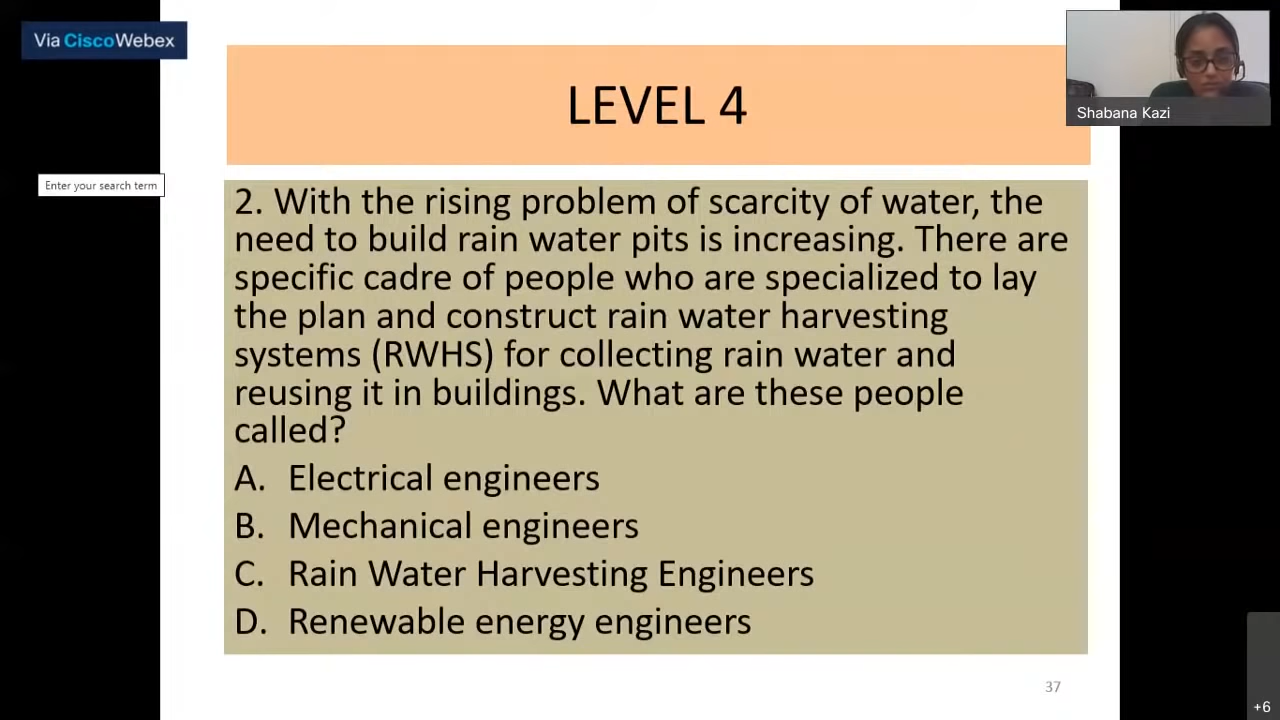 Via CiscoWebex
LEVEL 4
Shabana Kazi
Enter your search term
2. With the rising problem of scarcity of water, the
need to build rain water pits is increasing. There are
specific cadre of people who are specialized to lay
the plan and construct rain water harvesting
systems (RWHS) for collecting rain water and
reusing it in buildings. What are these people
called?
A. Electrical engineers
B. Mechanical engineers
C. Rain Water Harvesting Engineers
D. Renewable energy engineers
37
+6